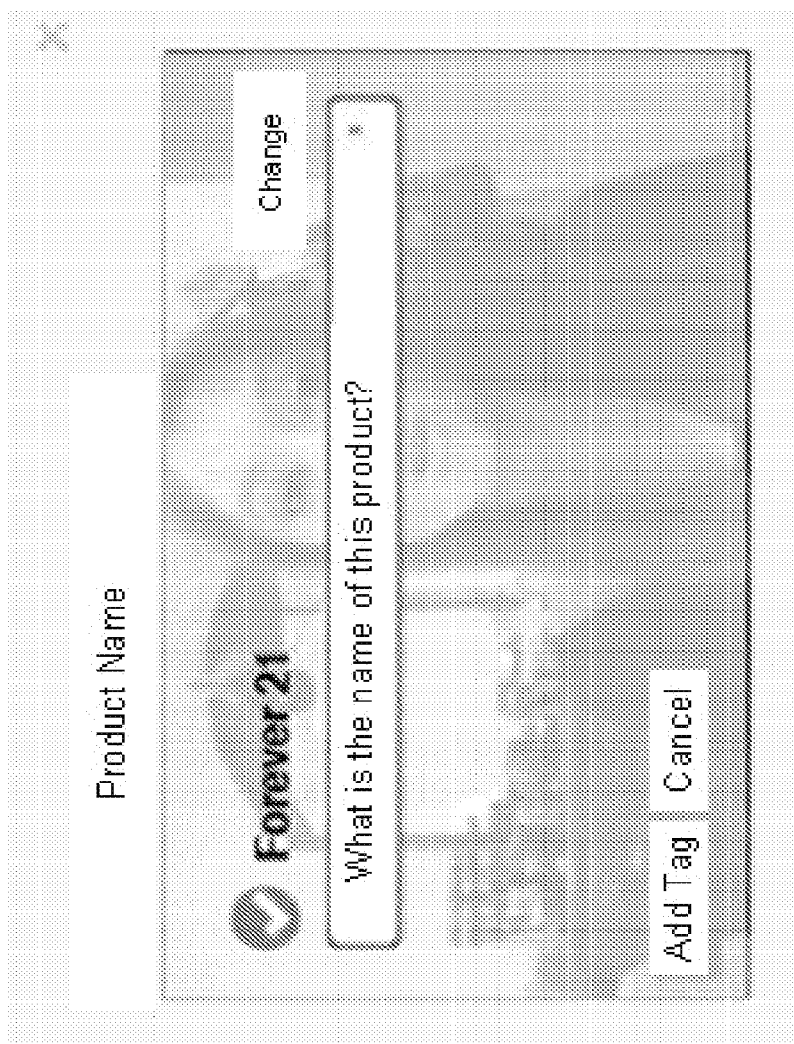 Product Name
Forever 21
Change
What is the name of this product?
Add Tag
Cancel